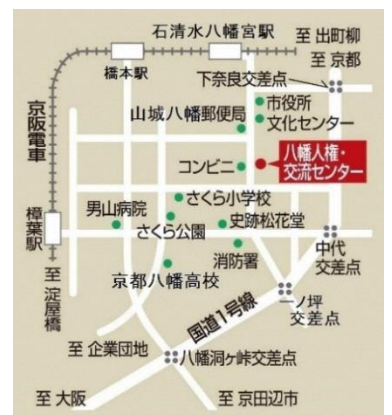 石清水八幡宮駅
至 出町柳
至 京都
橋本駅
下奈良交差点
市役所
山城八幡郵便局
文化センター
京阪電車
コンビニ
八幡人権・
交流センター
さくら小学校
男山病院
史跡松花堂
樟葉駅
さくら公園
消防署
中代
交差点
京都八幡高校
至 淀屋橋
国道1号線
一ノ坪
交差点
至 企業団地
八幡洞ヶ峠交差点
至 大阪
至 京田辺市